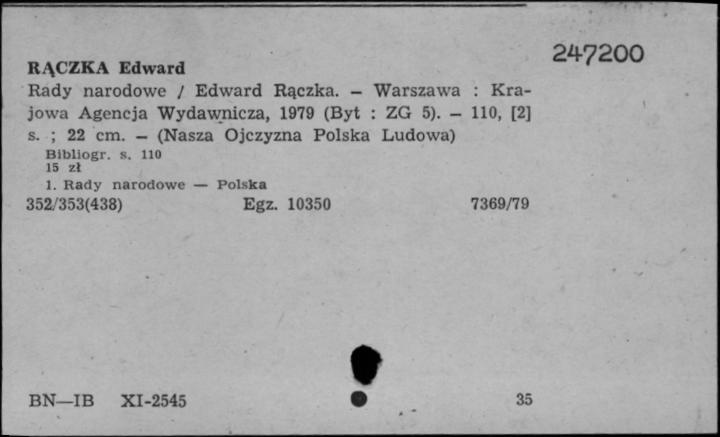 247200
RĄCZKA Edward
Rady narodowe / Edward Rączka. — Warszawa : Kra-
jowa Agencja Wydawnicza, 1979 (Byt : ZG 5). — 110, [2]
s. ; 22 cm. — (Nasza Ojczyzna Polska Ludowa)
Bibliogr. s. 110
15 zł
1. Rady narodowe — Polska
352/353(438) Egz. 10350 7369/79
BN—IB XI-2545 35